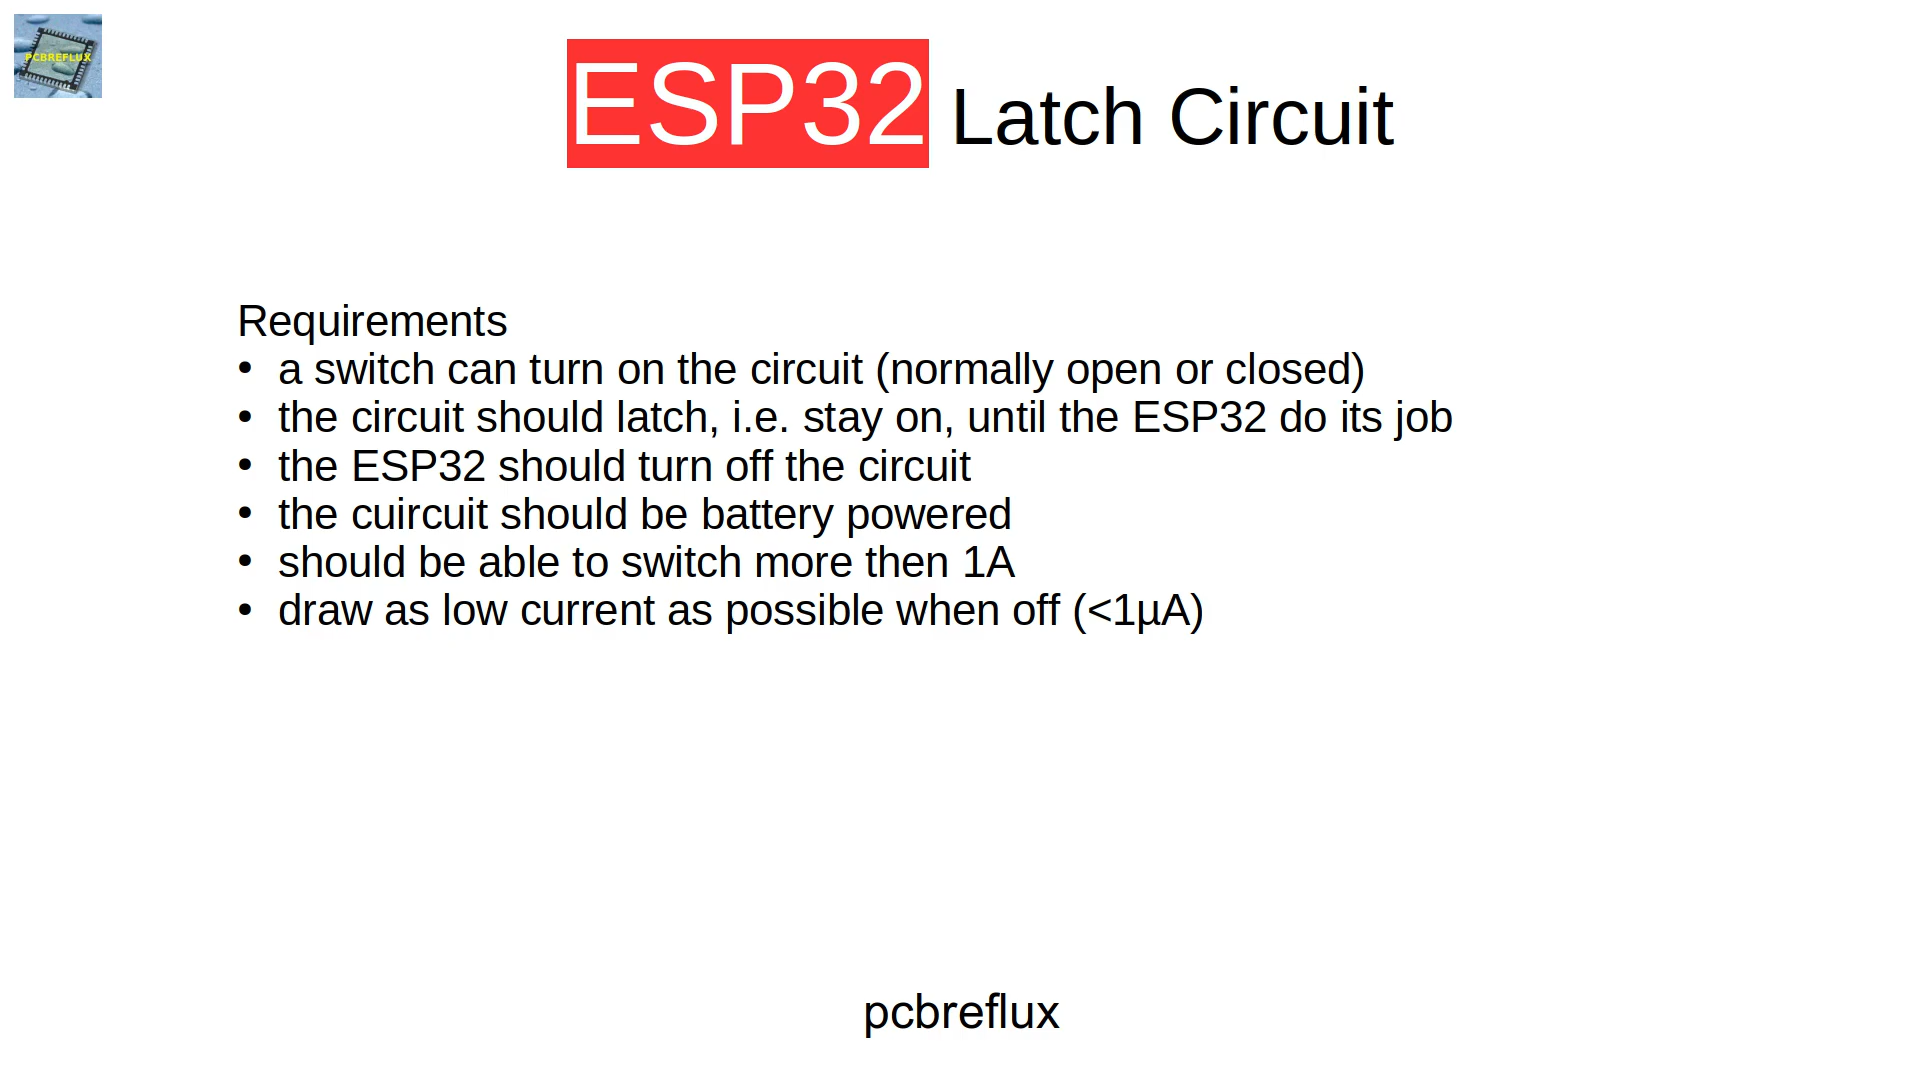 PCBREFLUX
ESP32 Latch Circuit
Requirements
• a switch can turn on the circuit (normally open or closed)
• the circuit should latch, i.e. stay on, until the ESP32 do its job
• the ESP32 should turn off the circuit
• the cuircuit should be battery powered
• should be able to switch more then 1A
• draw as low current as possible when off (<1µA)
pcbreflux